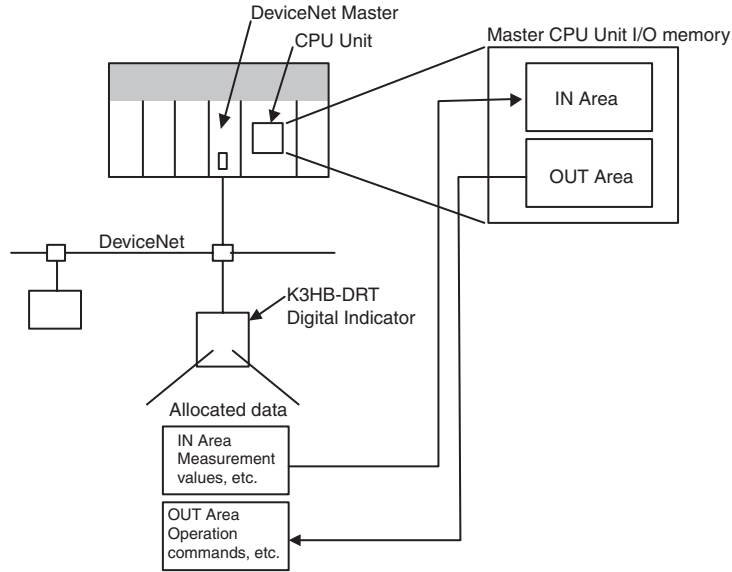 DeviceNet Master
CPU Unit
Master CPU Unit I/O memory
IN Area
OUT Area
DeviceNet
K3HB-DRT
Digital Indicator
Allocated data
IN Area
Measurement
values, etc.
OUT Area
Operation
commands, etc.